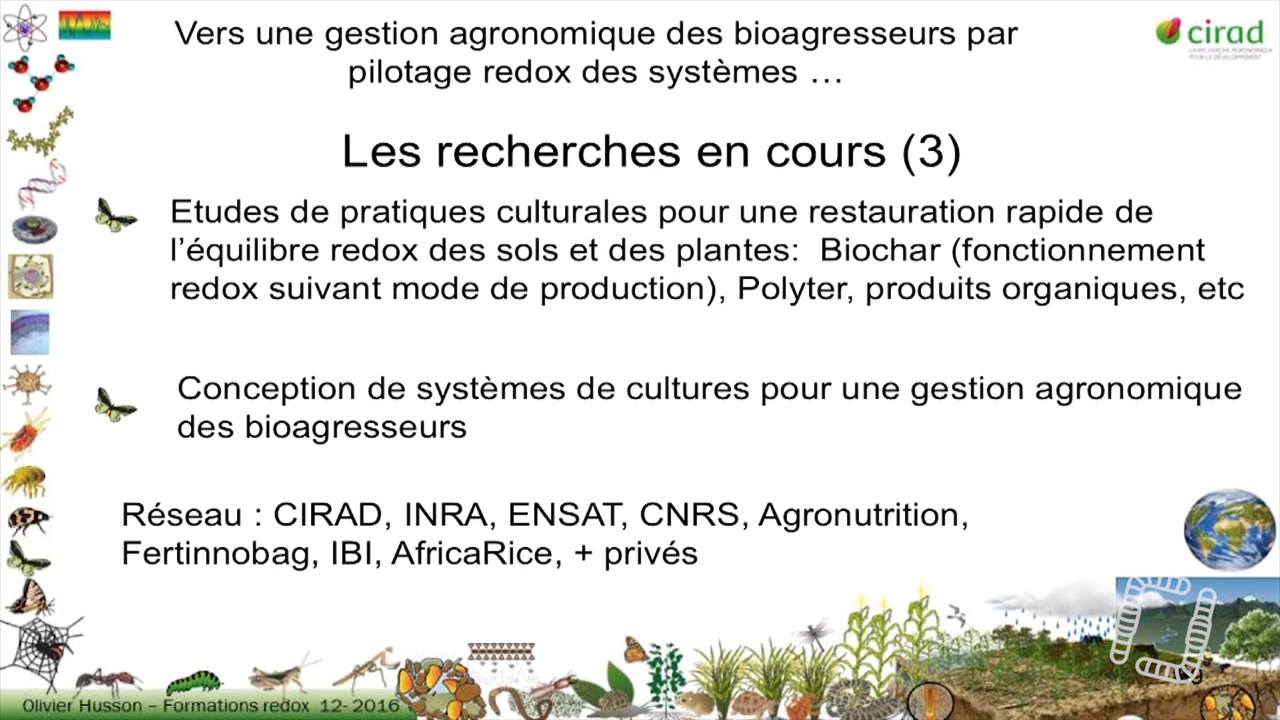 Vers une gestion agronomique des bioagresseurs par
pilotage redox des systèmes …
cirad
LA RECHERCHE AGRONOMIQUE
POUR LE DÉVELOPPEMENT
Les recherches en cours (3)
Etudes de pratiques culturales pour une restauration rapide de
l’équilibre redox des sols et des plantes:  Biochar (fonctionnement
redox suivant mode de production), Polyter, produits organiques, etc
Conception de systèmes de cultures pour une gestion agronomique
des bioagresseurs
Réseau : CIRAD, INRA, ENSAT, CNRS, Agronutrition,
Fertinnobag, IBI, AfricaRice, + privés
Olivier Husson – Formations redox 12- 2016